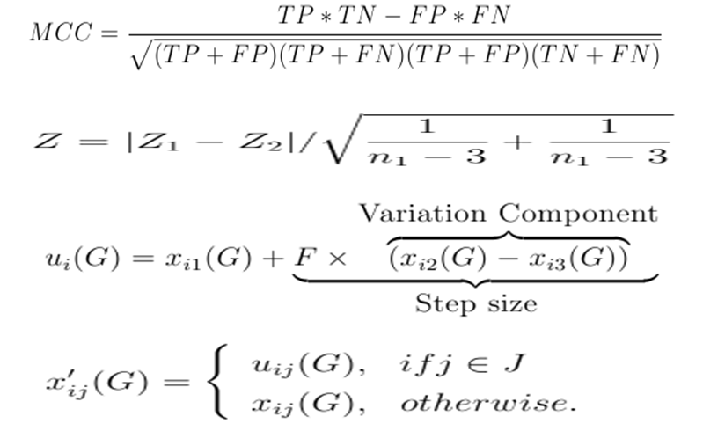 MCC = \frac{TP * TN - FP * FN}{\sqrt{(TP + FP)(TP + FN)(TP + FP)(TN + FN)}}
Z = |Z_1 - Z_2| / \sqrt{\frac{1}{n_1 - 3} + \frac{1}{n_1 - 3}}
u_i(G) = x_{i1}(G) + \underbrace{F \times \overbrace{(x_{i2}(G) - x_{i3}(G))}^{\text{Variation Component}}}_{\text{Step size}}
x'_{ij}(G) = \begin{cases} u_{ij}(G), & if j \in J \\ x_{ij}(G), & otherwise. \end{cases}